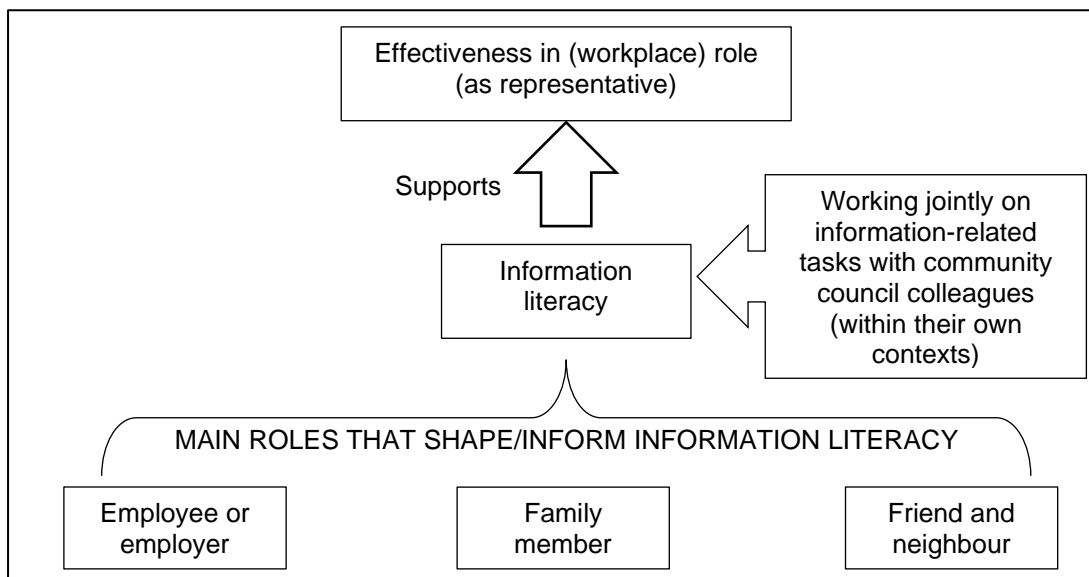 Effectiveness in (workplace) role
(as representative)
Supports
Working jointly on
information-related
tasks with community
council colleagues
(within their own
contexts)
Information
literacy
MAIN ROLES THAT SHAPE/INFORM INFORMATION LITERACY
Employee or
employer
Family
member
Friend and
neighbour